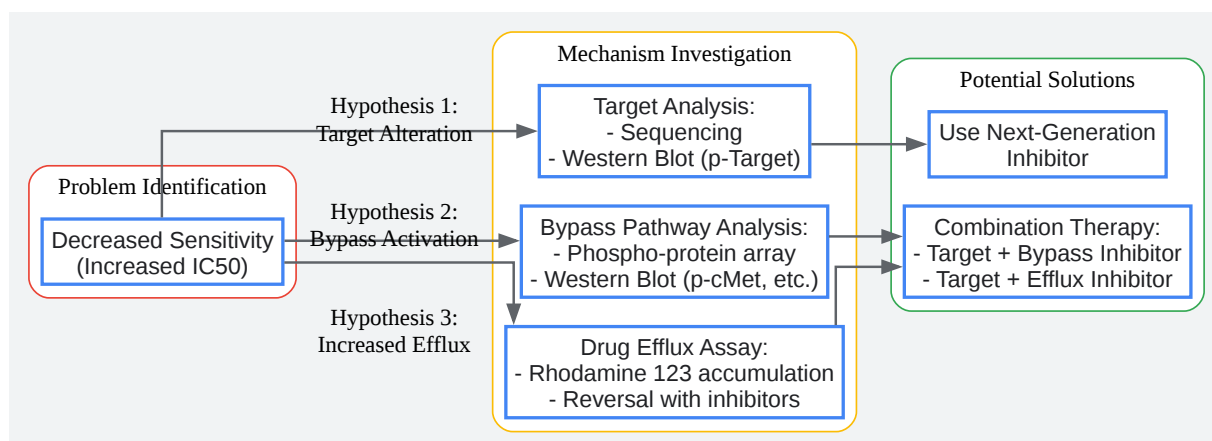 Problem Identification
Decreased Sensitivity
(Increased IC50)
Hypothesis 1:
Target Alteration
Hypothesis 2:
Bypass Activation
Hypothesis 3:
Increased Efflux
Mechanism Investigation
Target Analysis:
- Sequencing
- Western Blot (p-Target)
Bypass Pathway Analysis:
- Phospho-protein array
- Western Blot (p-cMet, etc.)
Drug Efflux Assay:
- Rhodamine 123 accumulation
- Reversal with inhibitors
Potential Solutions
Use Next-Generation
Inhibitor
Combination Therapy:
- Target + Bypass Inhibitor
- Target + Efflux Inhibitor